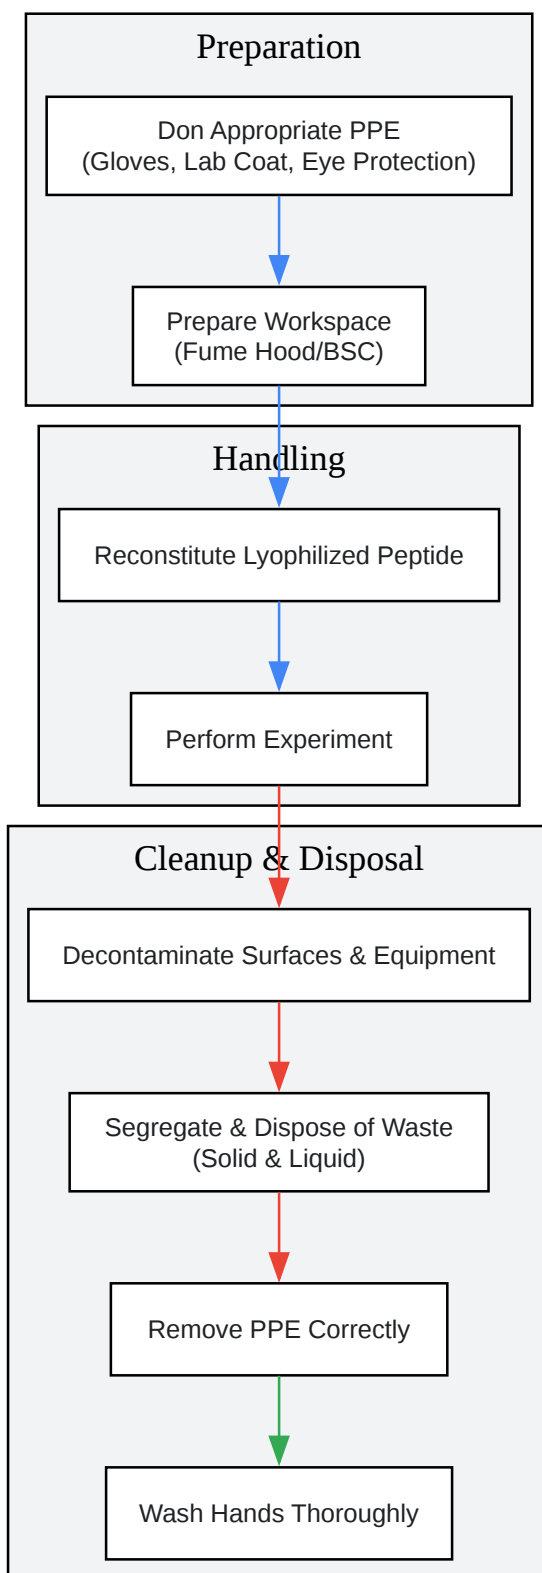 Preparation
Don Appropriate PPE
(Gloves, Lab Coat, Eye Protection)
Prepare Workspace
(Fume Hood/BSC)
Handling
Reconstitute Lyophilized Peptide
Perform Experiment
Cleanup & Disposal
Decontaminate Surfaces & Equipment
Segregate & Dispose of Waste
(Solid & Liquid)
Remove PPE Correctly
Wash Hands Thoroughly